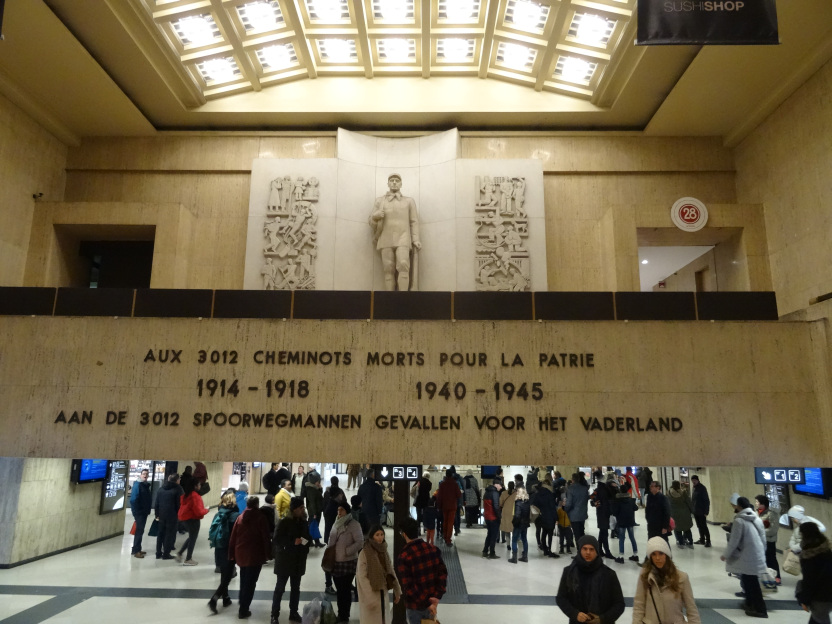 SUSHISHOP
28
AUX 3012 CHEMINOTS MORTS POUR LA PATRIE
1914 - 1918 1940 - 1945
AAN DE 3012 SPOORWEGMANNEN GEVALLEN VOOR HET VADERLAND